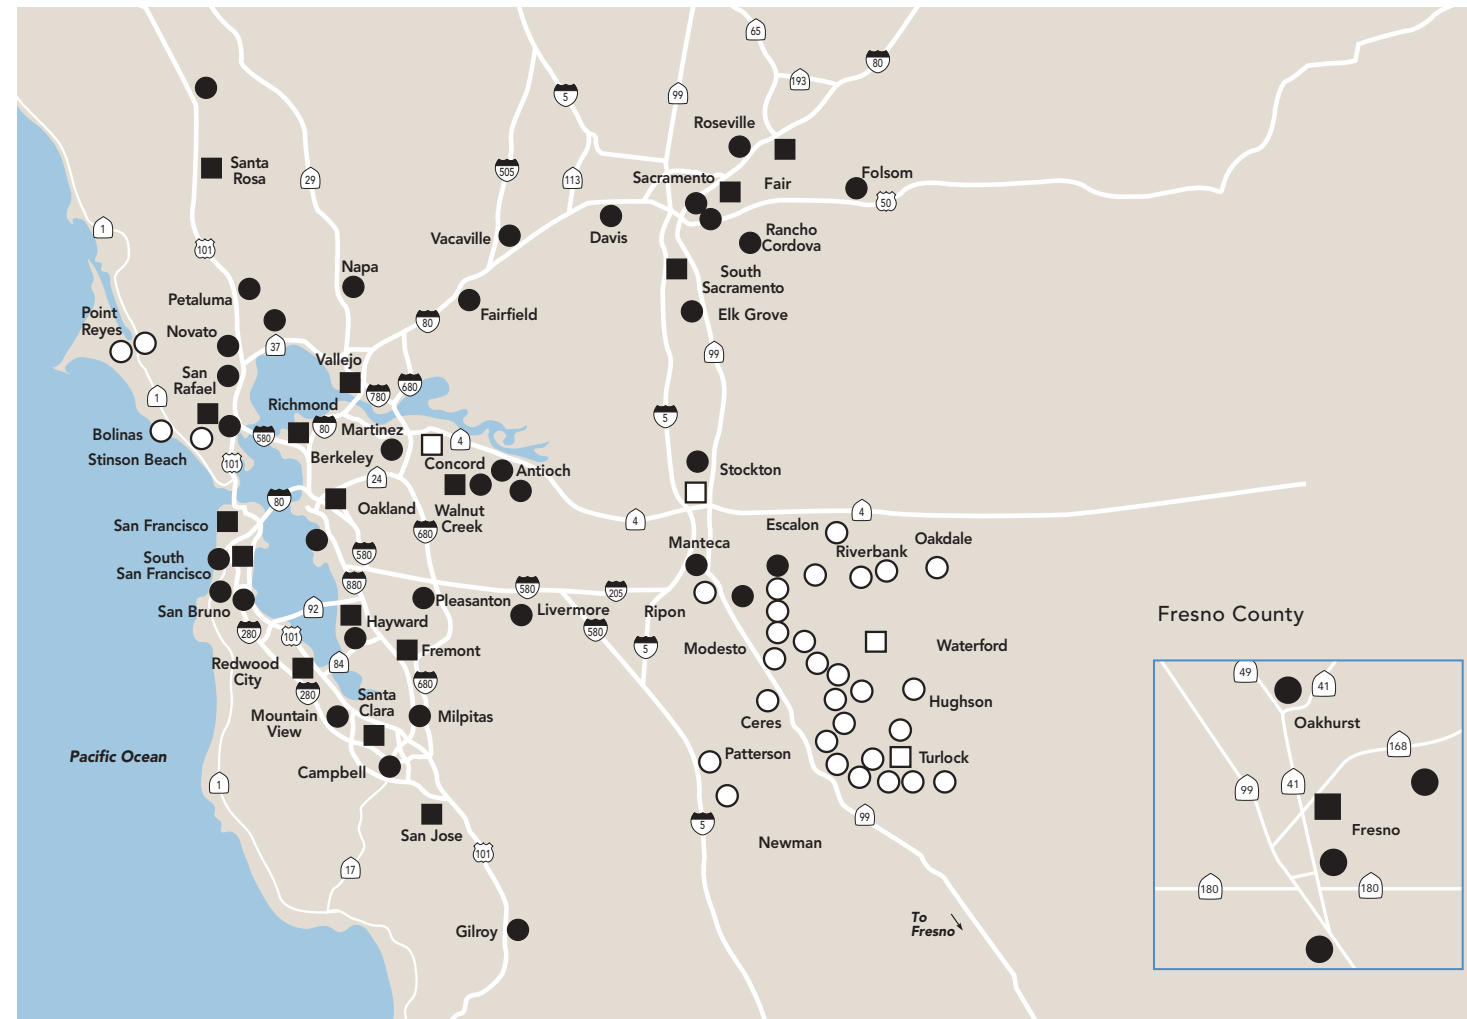 65
80
193
5
99
Roseville
505
113
Santa
Rosa
29
Sacramento
Fair
Folsom
50
1
101
Vacaville
Davis
Rancho
Cordova
Napa
South
Sacramento
Petaluma
Point
Reyes
Novato
80
Fairfield
Elk Grove
37
Vallejo
99
San
Rafael
1
780
680
Richmond
5
Bolinas
580
80
Martinez
4
Stinson Beach
101
Berkeley
Concord
Antioch
Stockton
24
80
Oakland
Walnut
Creek
San Francisco
680
4
4
Escalon
Manteca
Riverbank
Oakdale
580
South
San Francisco
880
580
205
San Bruno
92
Pleasanton
Livermore
Ripon
Fresno County
280
101
Hayward
580
5
Modesto
Waterford
84
Fremont
Redwood
City
280
680
Santa
Clara
Hughson
49
41
Mountain
View
Milpitas
Ceres
Oakhurst
Pacific Ocean
Patterson
Turlock
168
Campbell
1
99
41
5
99
San Jose
Newman
Fresno
101
17
180
180
Gilroy
To
Fresno